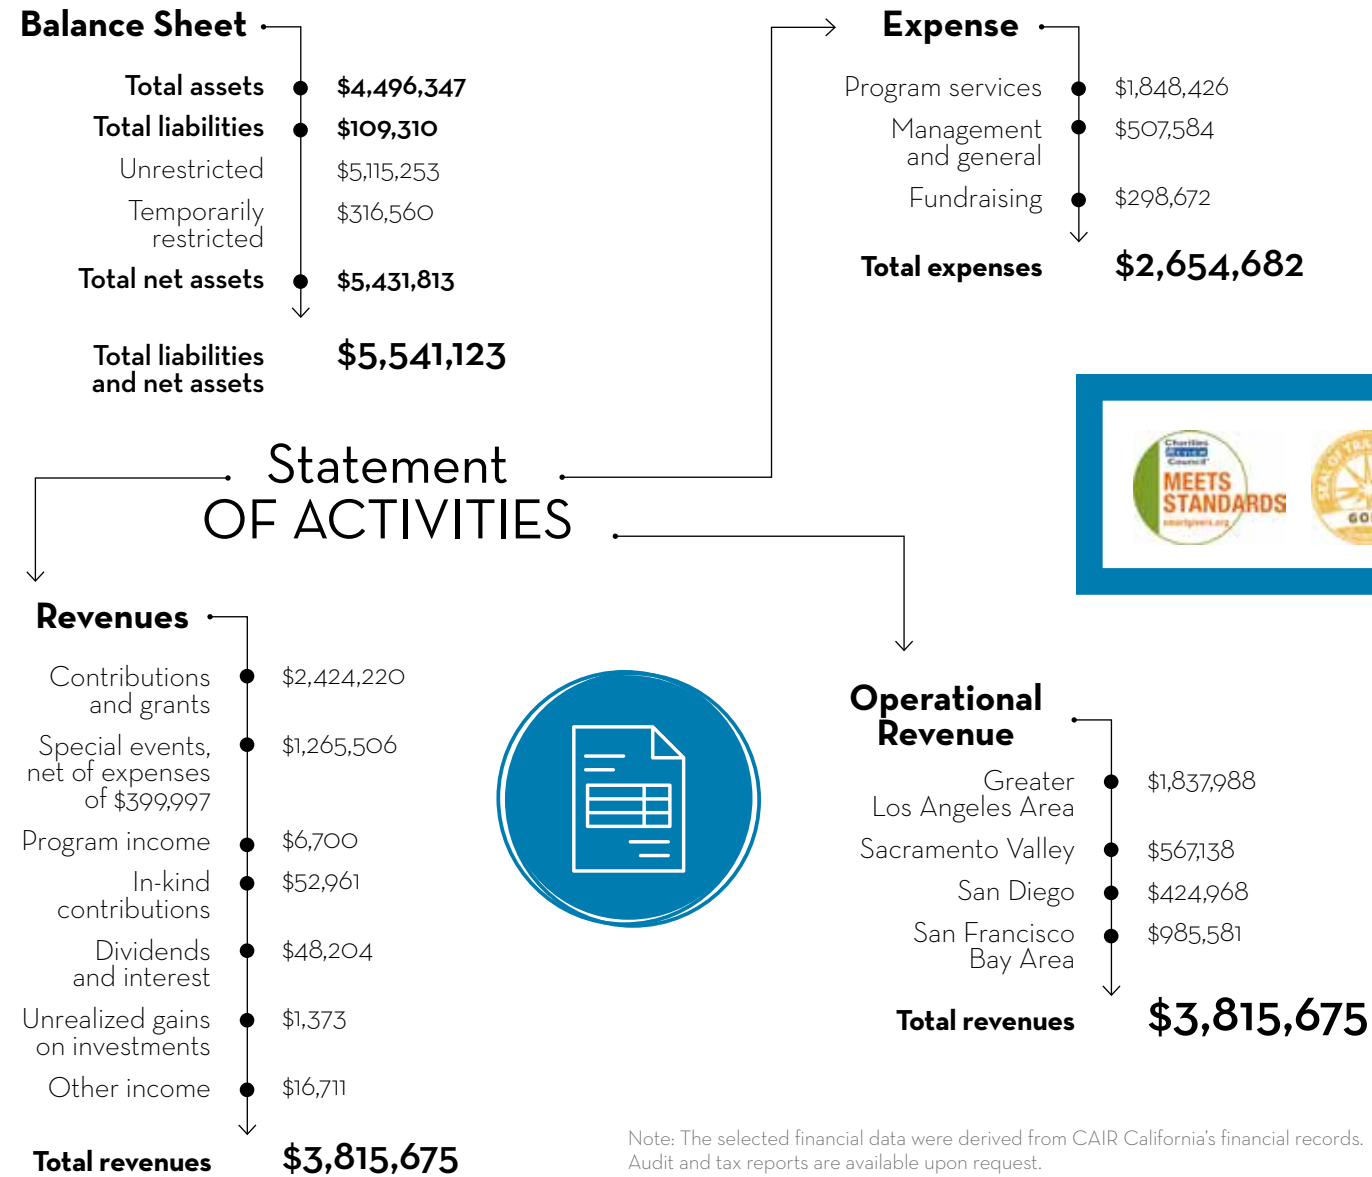 Balance Sheet
Total assets $4,496,347
Total liabilities $109,310
Unrestricted $5,115,253
Temporarily $316,560
restricted
Total net assets $5,431,813
Total liabilities $5,541,123
and net assets
Expense
Program services $1,848,426
Management $507,584
and general
Fundraising $298,672
Total expenses $2,654,682
Charities
REVIEW
Council
MEETS
STANDARDS
smartgivers.org
Statement
OF ACTIVITIES
Revenues
Contributions $2,424,220
and grants
Special events, $1,265,506
net of expenses
of $399,997
Program income $6,700
In-kind $52,961
contributions
Dividends $48,204
and interest
Unrealized gains $1,373
on investments
Other income $16,711
Total revenues $3,815,675
Operational
Revenue
Greater $1,837,988
Los Angeles Area
Sacramento Valley $567,138
San Diego $424,968
San Francisco $985,581
Bay Area
Total revenues $3,815,675
Note: The selected financial data were derived from CAIR California's financial records.
Audit and tax reports are available upon request.